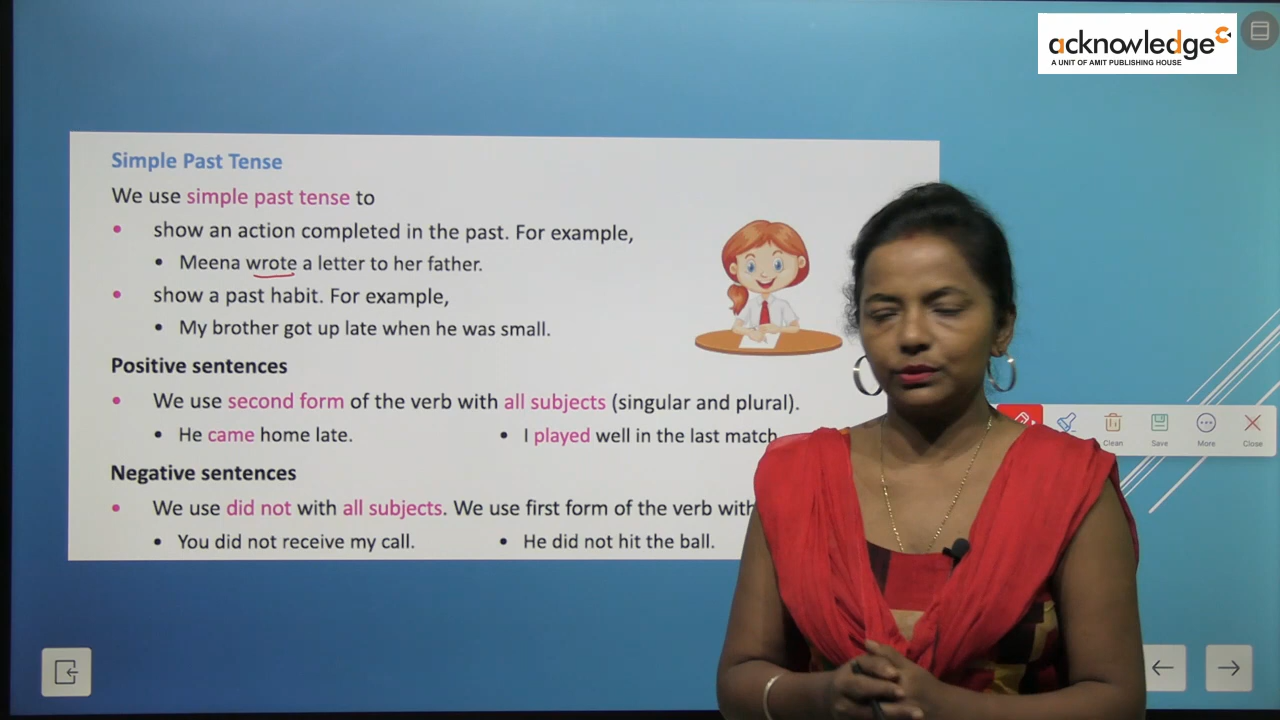 acknowledge
A UNIT OF AMIT PUBLISHING HOUSE
Simple Past Tense
We use simple past tense to
• show an action completed in the past. For example,
• Meena wrote a letter to her father.
• show a past habit. For example,
• My brother got up late when he was small.
Positive sentences
• We use second form of the verb with all subjects (singular and plural).
• He came home late. • I played well in the last match
Negative sentences
• We use did not with all subjects. We use first form of the verb with
• You did not receive my call. • He did not hit the ball.
Clean Save More Close